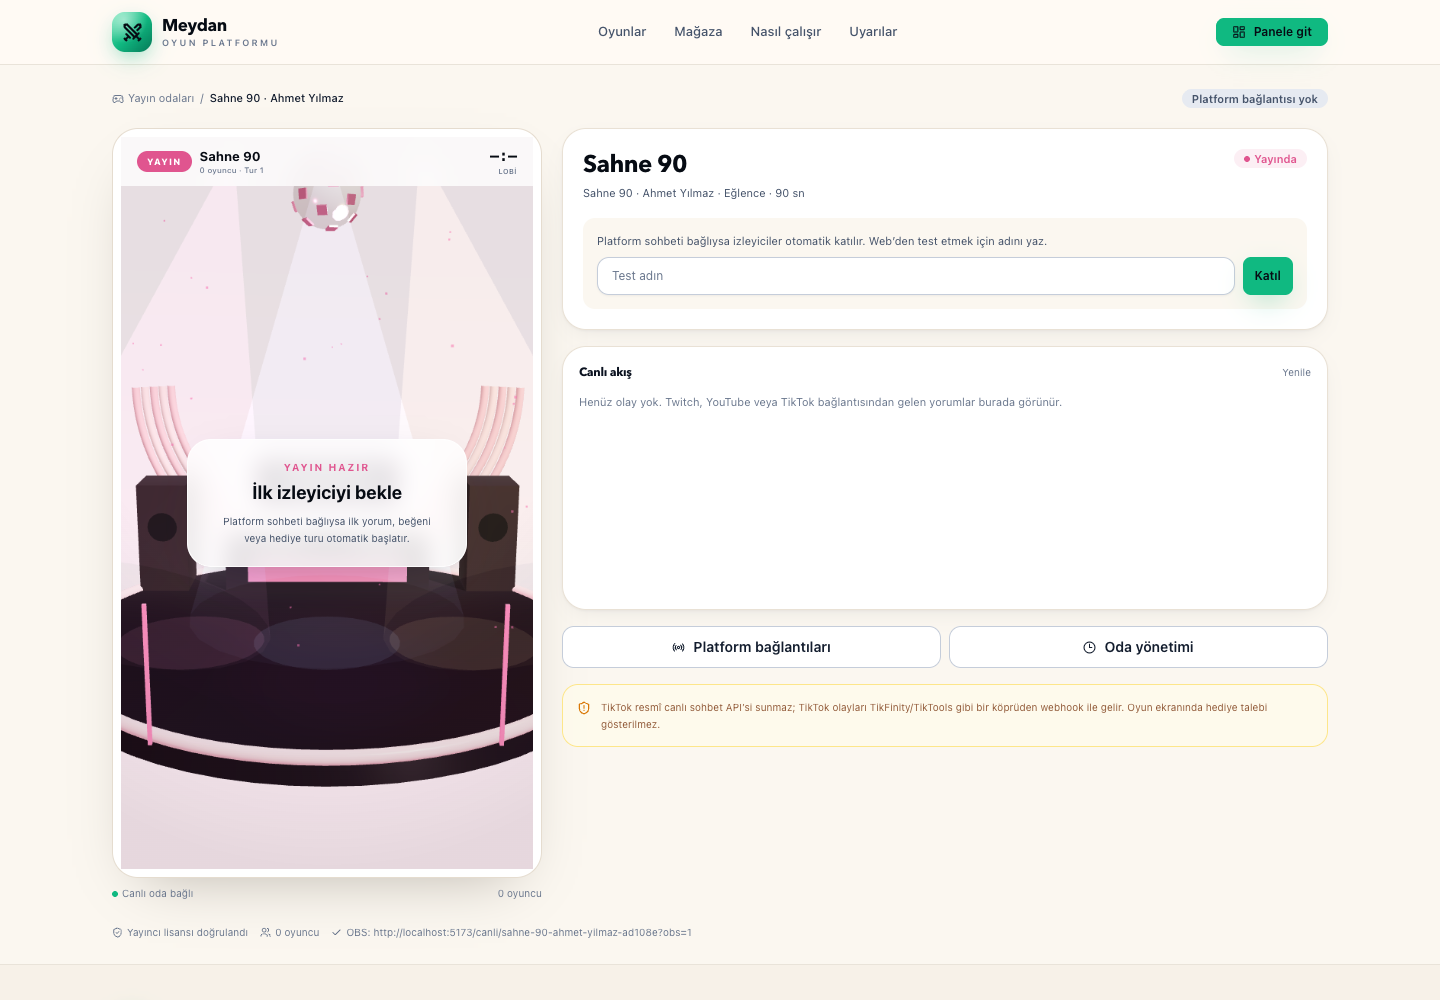 Meydan
OYUN PLATFORMU
Oyunlar
Mağaza
Nasıl çalışır
Uyarılar
Panele git
Yayın odaları / Sahne 90 · Ahmet Yılmaz
Platform bağlantısı yok
YAYIN
Sahne 90
0 oyuncu · Tur 1
—:—
LOBİ
YAYIN HAZIR
İlk izleyiciyi bekle
Platform sohbeti bağlıysa ilk yorum, beğeni
veya hediye turu otomatik başlatır.
Canlı oda bağlı
0 oyuncu
Sahne 90
Yayında
Sahne 90 · Ahmet Yılmaz · Eğlence · 90 sn
Platform sohbeti bağlıysa izleyiciler otomatik katılır. Web’den test etmek için adını yaz.
Test adın
Katıl
Canlı akış
Yenile
Henüz olay yok. Twitch, YouTube veya TikTok bağlantısından gelen yorumlar burada görünür.
Platform bağlantıları
Oda yönetimi
TikTok resmî canlı sohbet API’si sunmaz; TikTok olayları TikFinity/TikTools gibi bir köprüden webhook ile gelir. Oyun ekranında hediye talebi
gösterilmez.
Yayıncı lisansı doğrulandı
0 oyuncu
OBS: http://localhost:5173/canli/sahne-90-ahmet-yilmaz-ad108e?obs=1